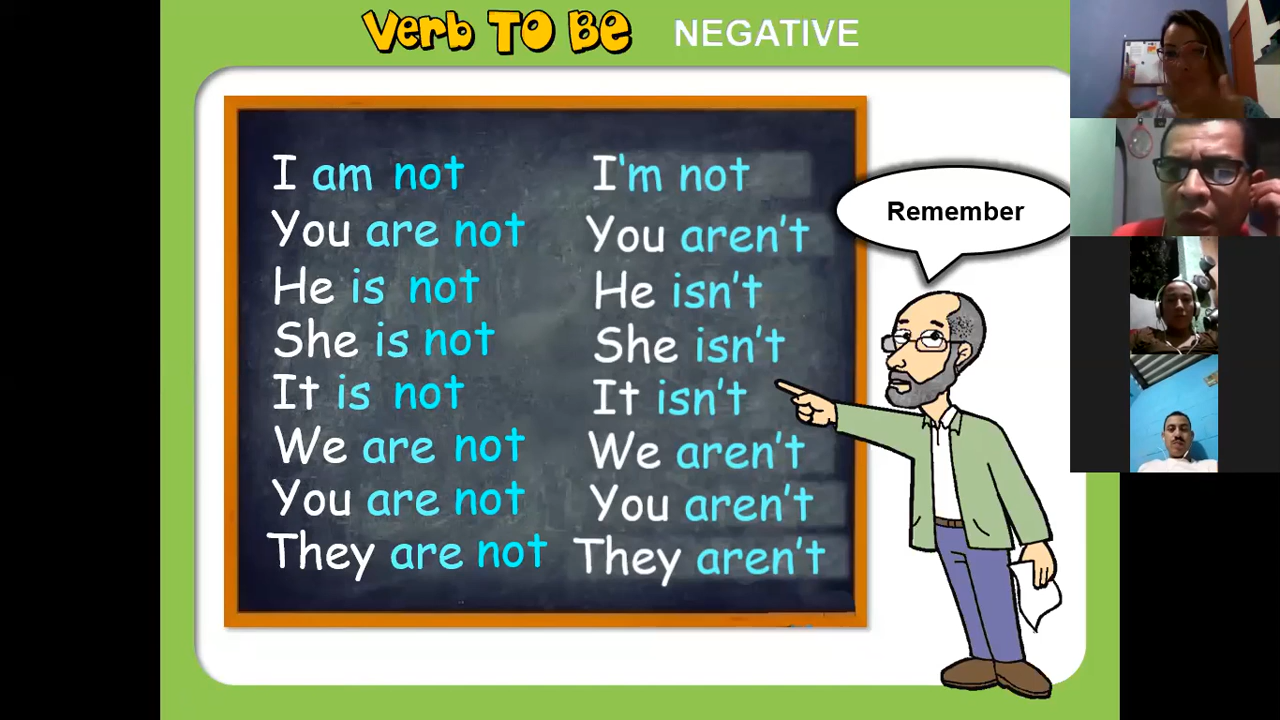 Verb TO BE NEGATIVE
I am not I'm not
You are not You aren't
He is not He isn't
She is not She isn't
It is not It isn't
We are not We aren't
You are not You aren't
They are not They aren't
Remember